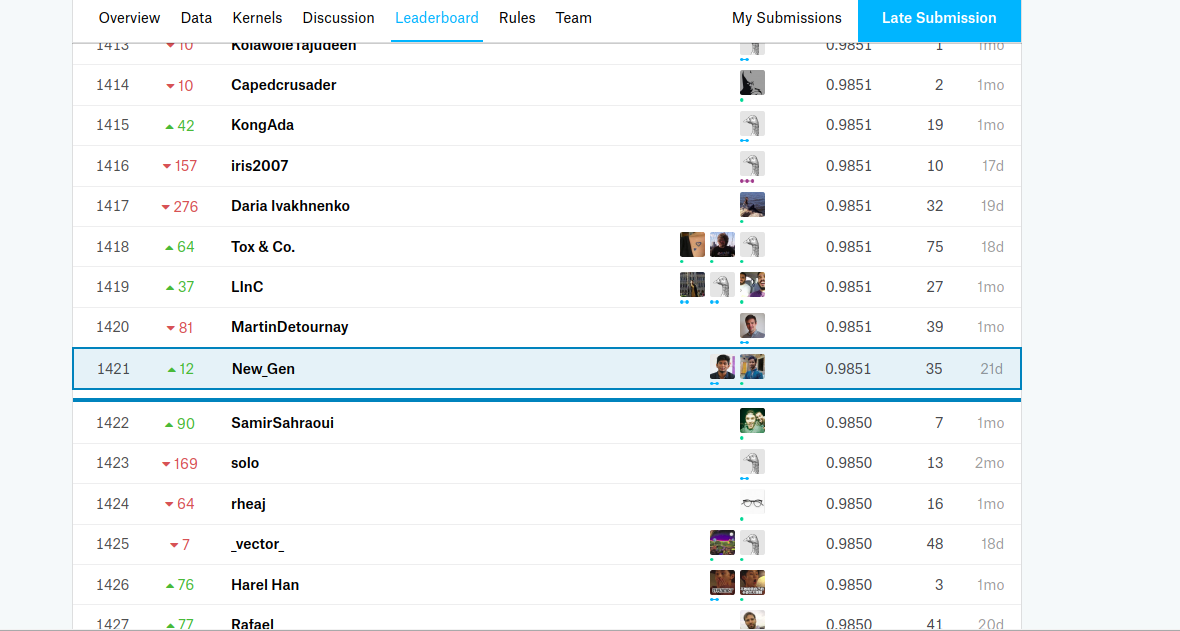 Overview Data Kernels Discussion Leaderboard Rules Team My Submissions Late Submission
1413 10 KolawoleTajudeen 0.9851 1 1mo
1414 10 Capedcrusader 0.9851 2 1mo
1415 42 KongAda 0.9851 19 1mo
1416 157 iris2007 0.9851 10 17d
1417 276 Daria Ivakhnenko 0.9851 32 19d
1418 64 Tox & Co. 0.9851 75 18d
1419 37 LInC 0.9851 27 1mo
1420 81 MartinDetournay 0.9851 39 1mo
1421 12 New_Gen 0.9851 35 21d
1422 90 SamirSahraoui 0.9850 7 1mo
1423 169 solo 0.9850 13 2mo
1424 64 rheaj 0.9850 16 1mo
1425 7 _vector_ 0.9850 48 18d
1426 76 Harel Han 0.9850 3 1mo
1427 77 Rafael 0.9850 41 20d